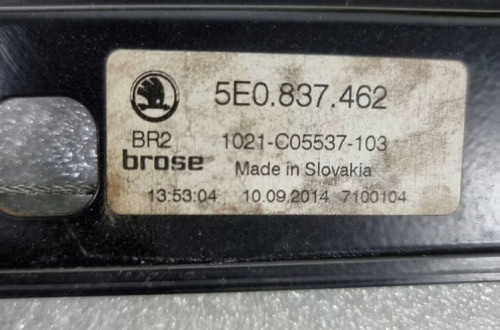 5E0.837.462
BR2 1021-C05537-103
brose Made in Slovakia
13:53:04 10.09.2014 7100104